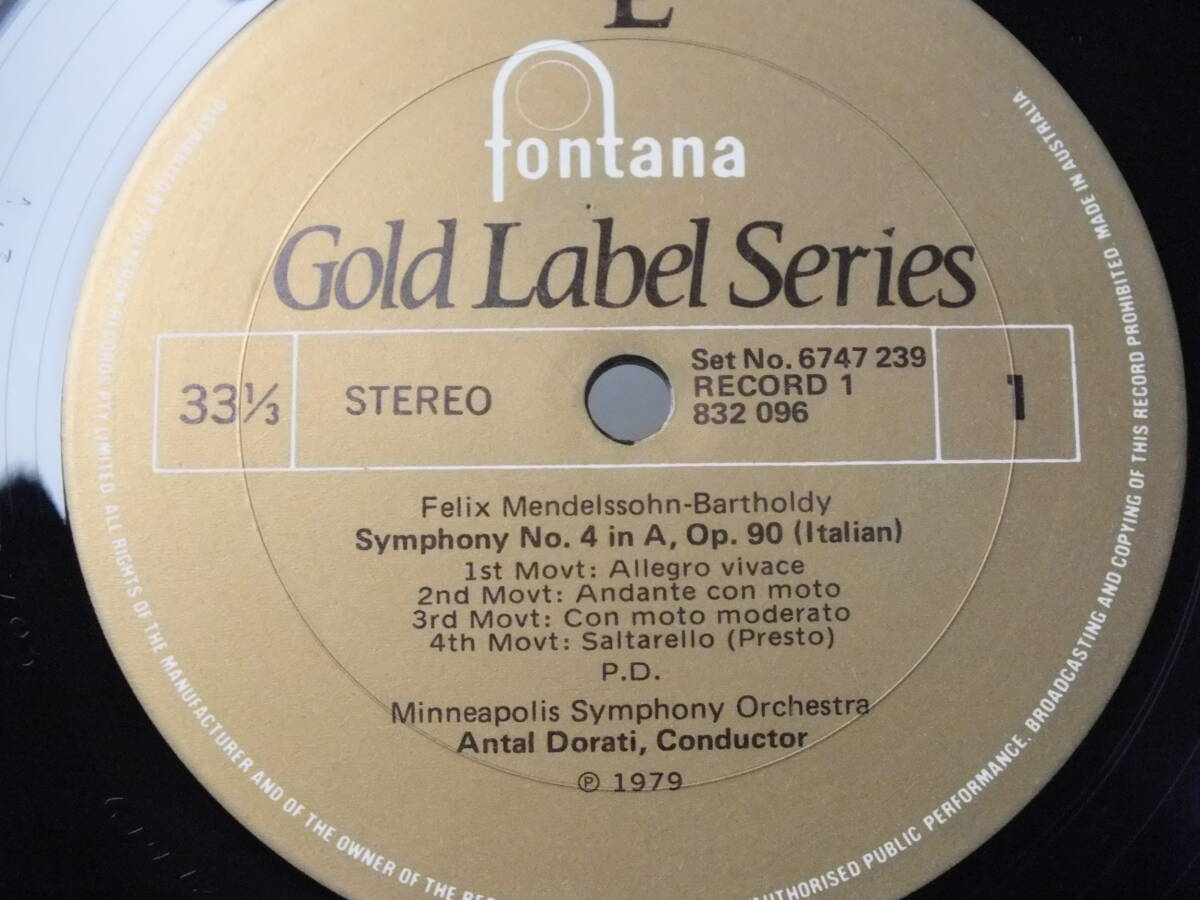 L
fontana
Gold Label Series
33⅓
STEREO
Set No. 6747 239
RECORD 1
832 096
1
Felix Mendelssohn-Bartholdy
Symphony No. 4 in A, Op. 90 (Italian)
1st Movt: Allegro vivace
2nd Movt: Andante con moto
3rd Movt: Con moto moderato
4th Movt: Saltarello (Presto)
P.D.
Minneapolis Symphony Orchestra
Antal Dorati, Conductor
℗ 1979
PTY LIMITED ALL RIGHTS OF THE MANUFACTURER AND OF THE OWNER OF THE
AUTHORISED PUBLIC PERFORMANCE. BROADCASTING AND COPYING OF THIS RECORD PROHIBITED. MADE IN AUSTRALIA.